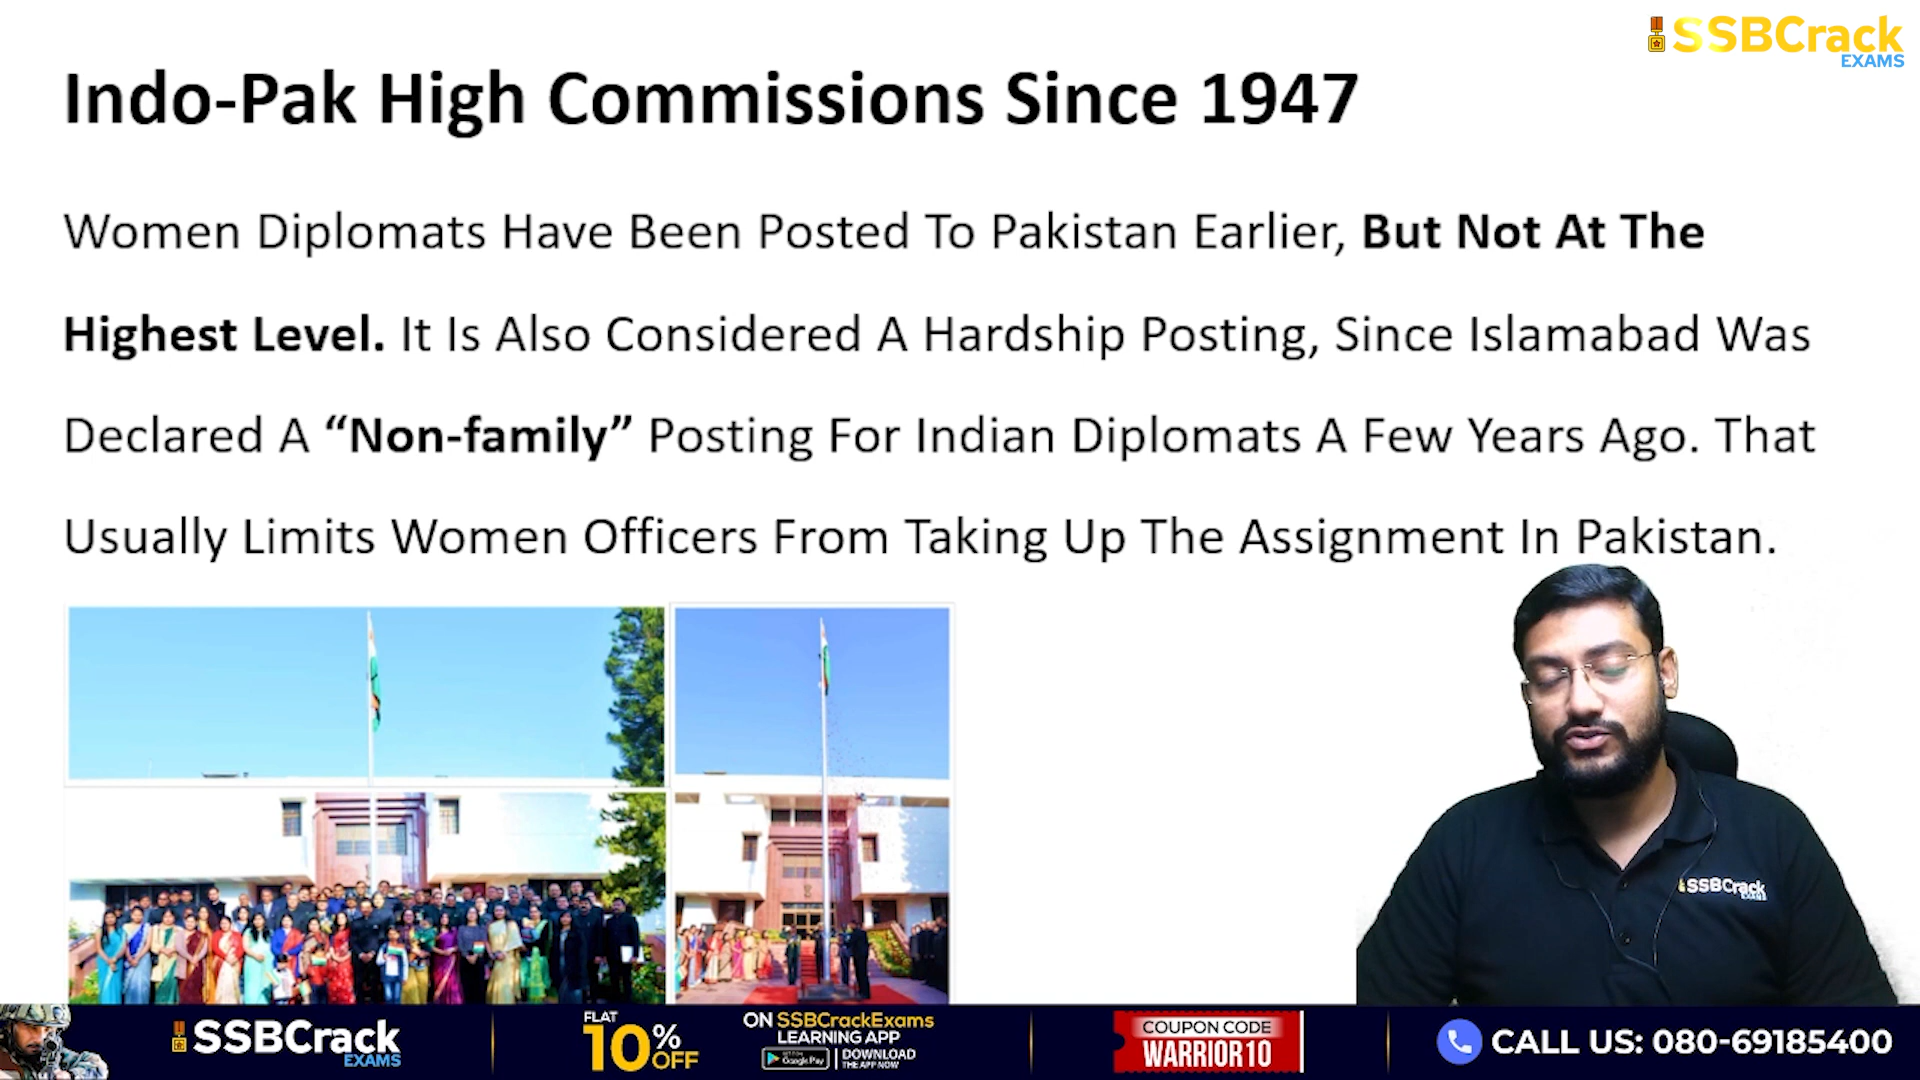 SSBCrack
EXAMS
Indo-Pak High Commissions Since 1947
Women Diplomats Have Been Posted To Pakistan Earlier, But Not At The
Highest Level. It Is Also Considered A Hardship Posting, Since Islamabad Was
Declared A “Non-family” Posting For Indian Diplomats A Few Years Ago. That
Usually Limits Women Officers From Taking Up The Assignment In Pakistan.
SSBCrack
EXAMS
SSBCrack
EXAMS
FLAT
10% OFF
ON SSBCrackExams
LEARNING APP
Google Play
DOWNLOAD
THE APP NOW
COUPON CODE
WARRIOR10
CALL US: 080-69185400